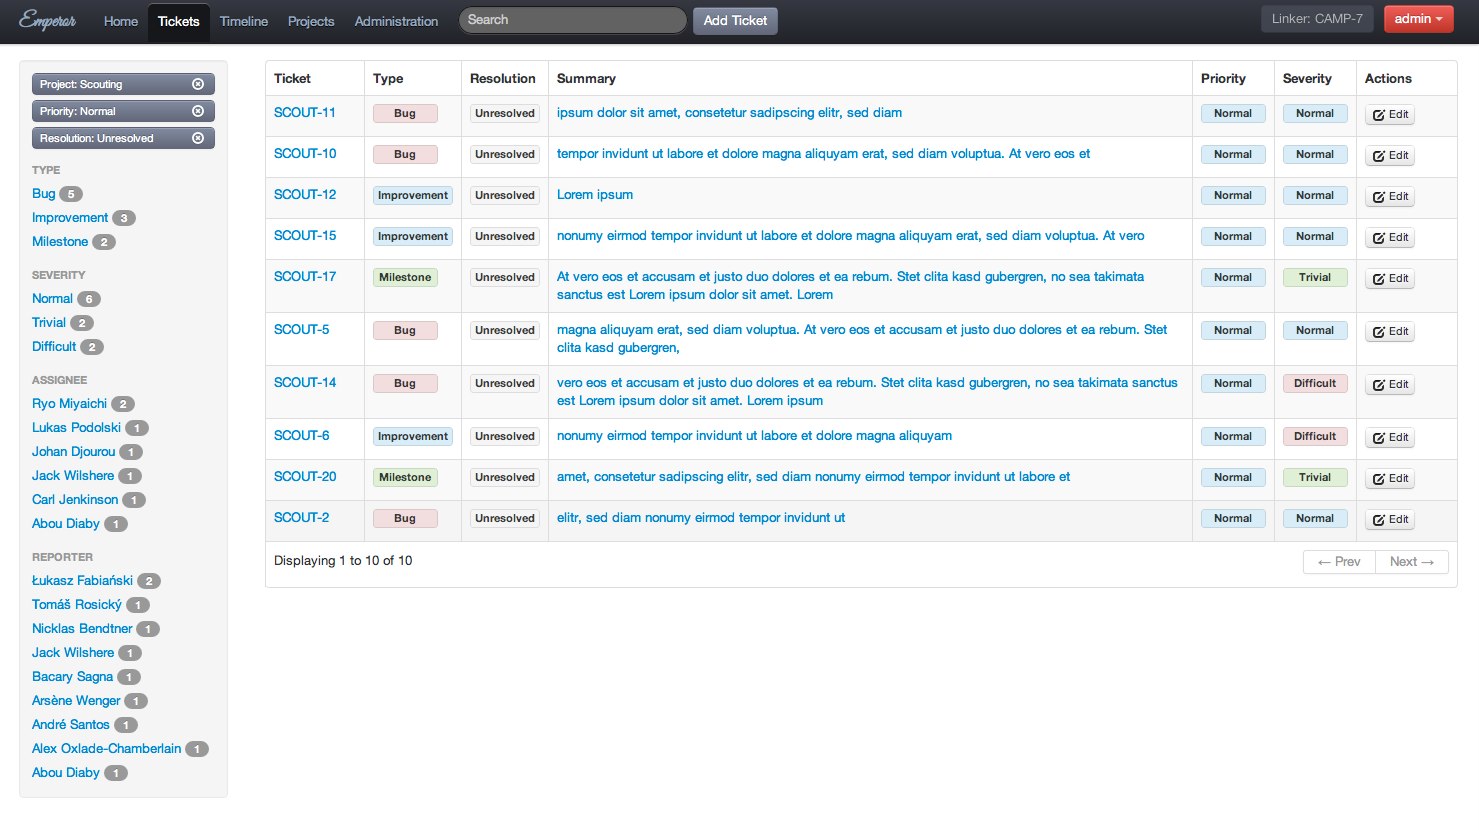 Emperor Home Tickets Timeline Projects Administration Search Add Ticket Linker: CAMP-7 admin
Project: Scouting
Priority: Normal
Resolution: Unresolved
TYPE
Bug 5
Improvement 3
Milestone 2
SEVERITY
Normal 6
Trivial 2
Difficult 2
ASSIGNEE
Ryo Miyaichi 2
Lukas Podolski 1
Johan Djourou 1
Jack Wilshere 1
Carl Jenkinson 1
Abou Diaby 1
REPORTER
Łukasz Fabiański 2
Tomáš Rosický 1
Nicklas Bendtner 1
Jack Wilshere 1
Bacary Sagna 1
Arsène Wenger 1
André Santos 1
Alex Oxlade-Chamberlain 1
Abou Diaby 1
Ticket Type Resolution Summary Priority Severity Actions
SCOUT-11 Bug Unresolved ipsum dolor sit amet, consetetur sadipscing elitr, sed diam Normal Normal Edit
SCOUT-10 Bug Unresolved tempor invidunt ut labore et dolore magna aliquyam erat, sed diam voluptua. At vero eos et Normal Normal Edit
SCOUT-12 Improvement Unresolved Lorem ipsum Normal Normal Edit
SCOUT-15 Improvement Unresolved nonumy eirmod tempor invidunt ut labore et dolore magna aliquyam erat, sed diam voluptua. At vero Normal Normal Edit
SCOUT-17 Milestone Unresolved At vero eos et accusam et justo duo dolores et ea rebum. Stet clita kasd gubergren, no sea takimata Normal Trivial Edit
sanctus est Lorem ipsum dolor sit amet. Lorem
SCOUT-5 Bug Unresolved magna aliquyam erat, sed diam voluptua. At vero eos et accusam et justo duo dolores et ea rebum. Stet Normal Normal Edit
clita kasd gubergren,
SCOUT-14 Bug Unresolved vero eos et accusam et justo duo dolores et ea rebum. Stet clita kasd gubergren, no sea takimata sanctus Normal Difficult Edit
est Lorem ipsum dolor sit amet. Lorem ipsum
SCOUT-6 Improvement Unresolved nonumy eirmod tempor invidunt ut labore et dolore magna aliquyam Normal Difficult Edit
SCOUT-20 Milestone Unresolved amet, consetetur sadipscing elitr, sed diam nonumy eirmod tempor invidunt ut labore et Normal Trivial Edit
SCOUT-2 Bug Unresolved elitr, sed diam nonumy eirmod tempor invidunt ut Normal Normal Edit
Displaying 1 to 10 of 10 ← Prev Next →